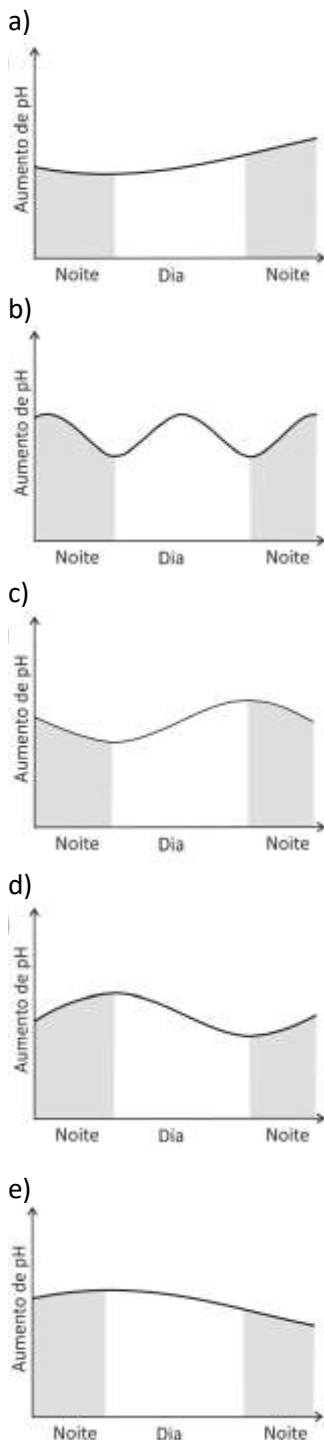 a)
Aumento de pH
Noite Dia Noite
b)
Aumento de pH
Noite Dia Noite
c)
Aumento de pH
Noite Dia Noite
d)
Aumento de pH
Noite Dia Noite
e)
Aumento de pH
Noite Dia Noite